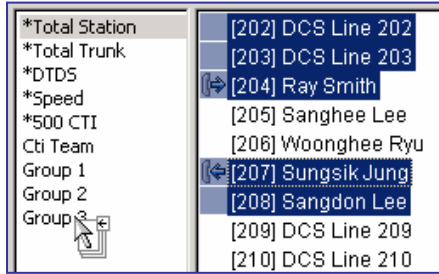 *Total Station
*Total Trunk
*DTDS
*Speed
*500 CTI
Cti Team
Group 1
Group 2
Group 3
[202] DCS Line 202
[203] DCS Line 203
[204] Ray Smith
[205] Sanghee Lee
[206] Woonghee Ryu
[207] Sungsik Jung
[208] Sangdon Lee
[209] DCS Line 209
[210] DCS Line 210